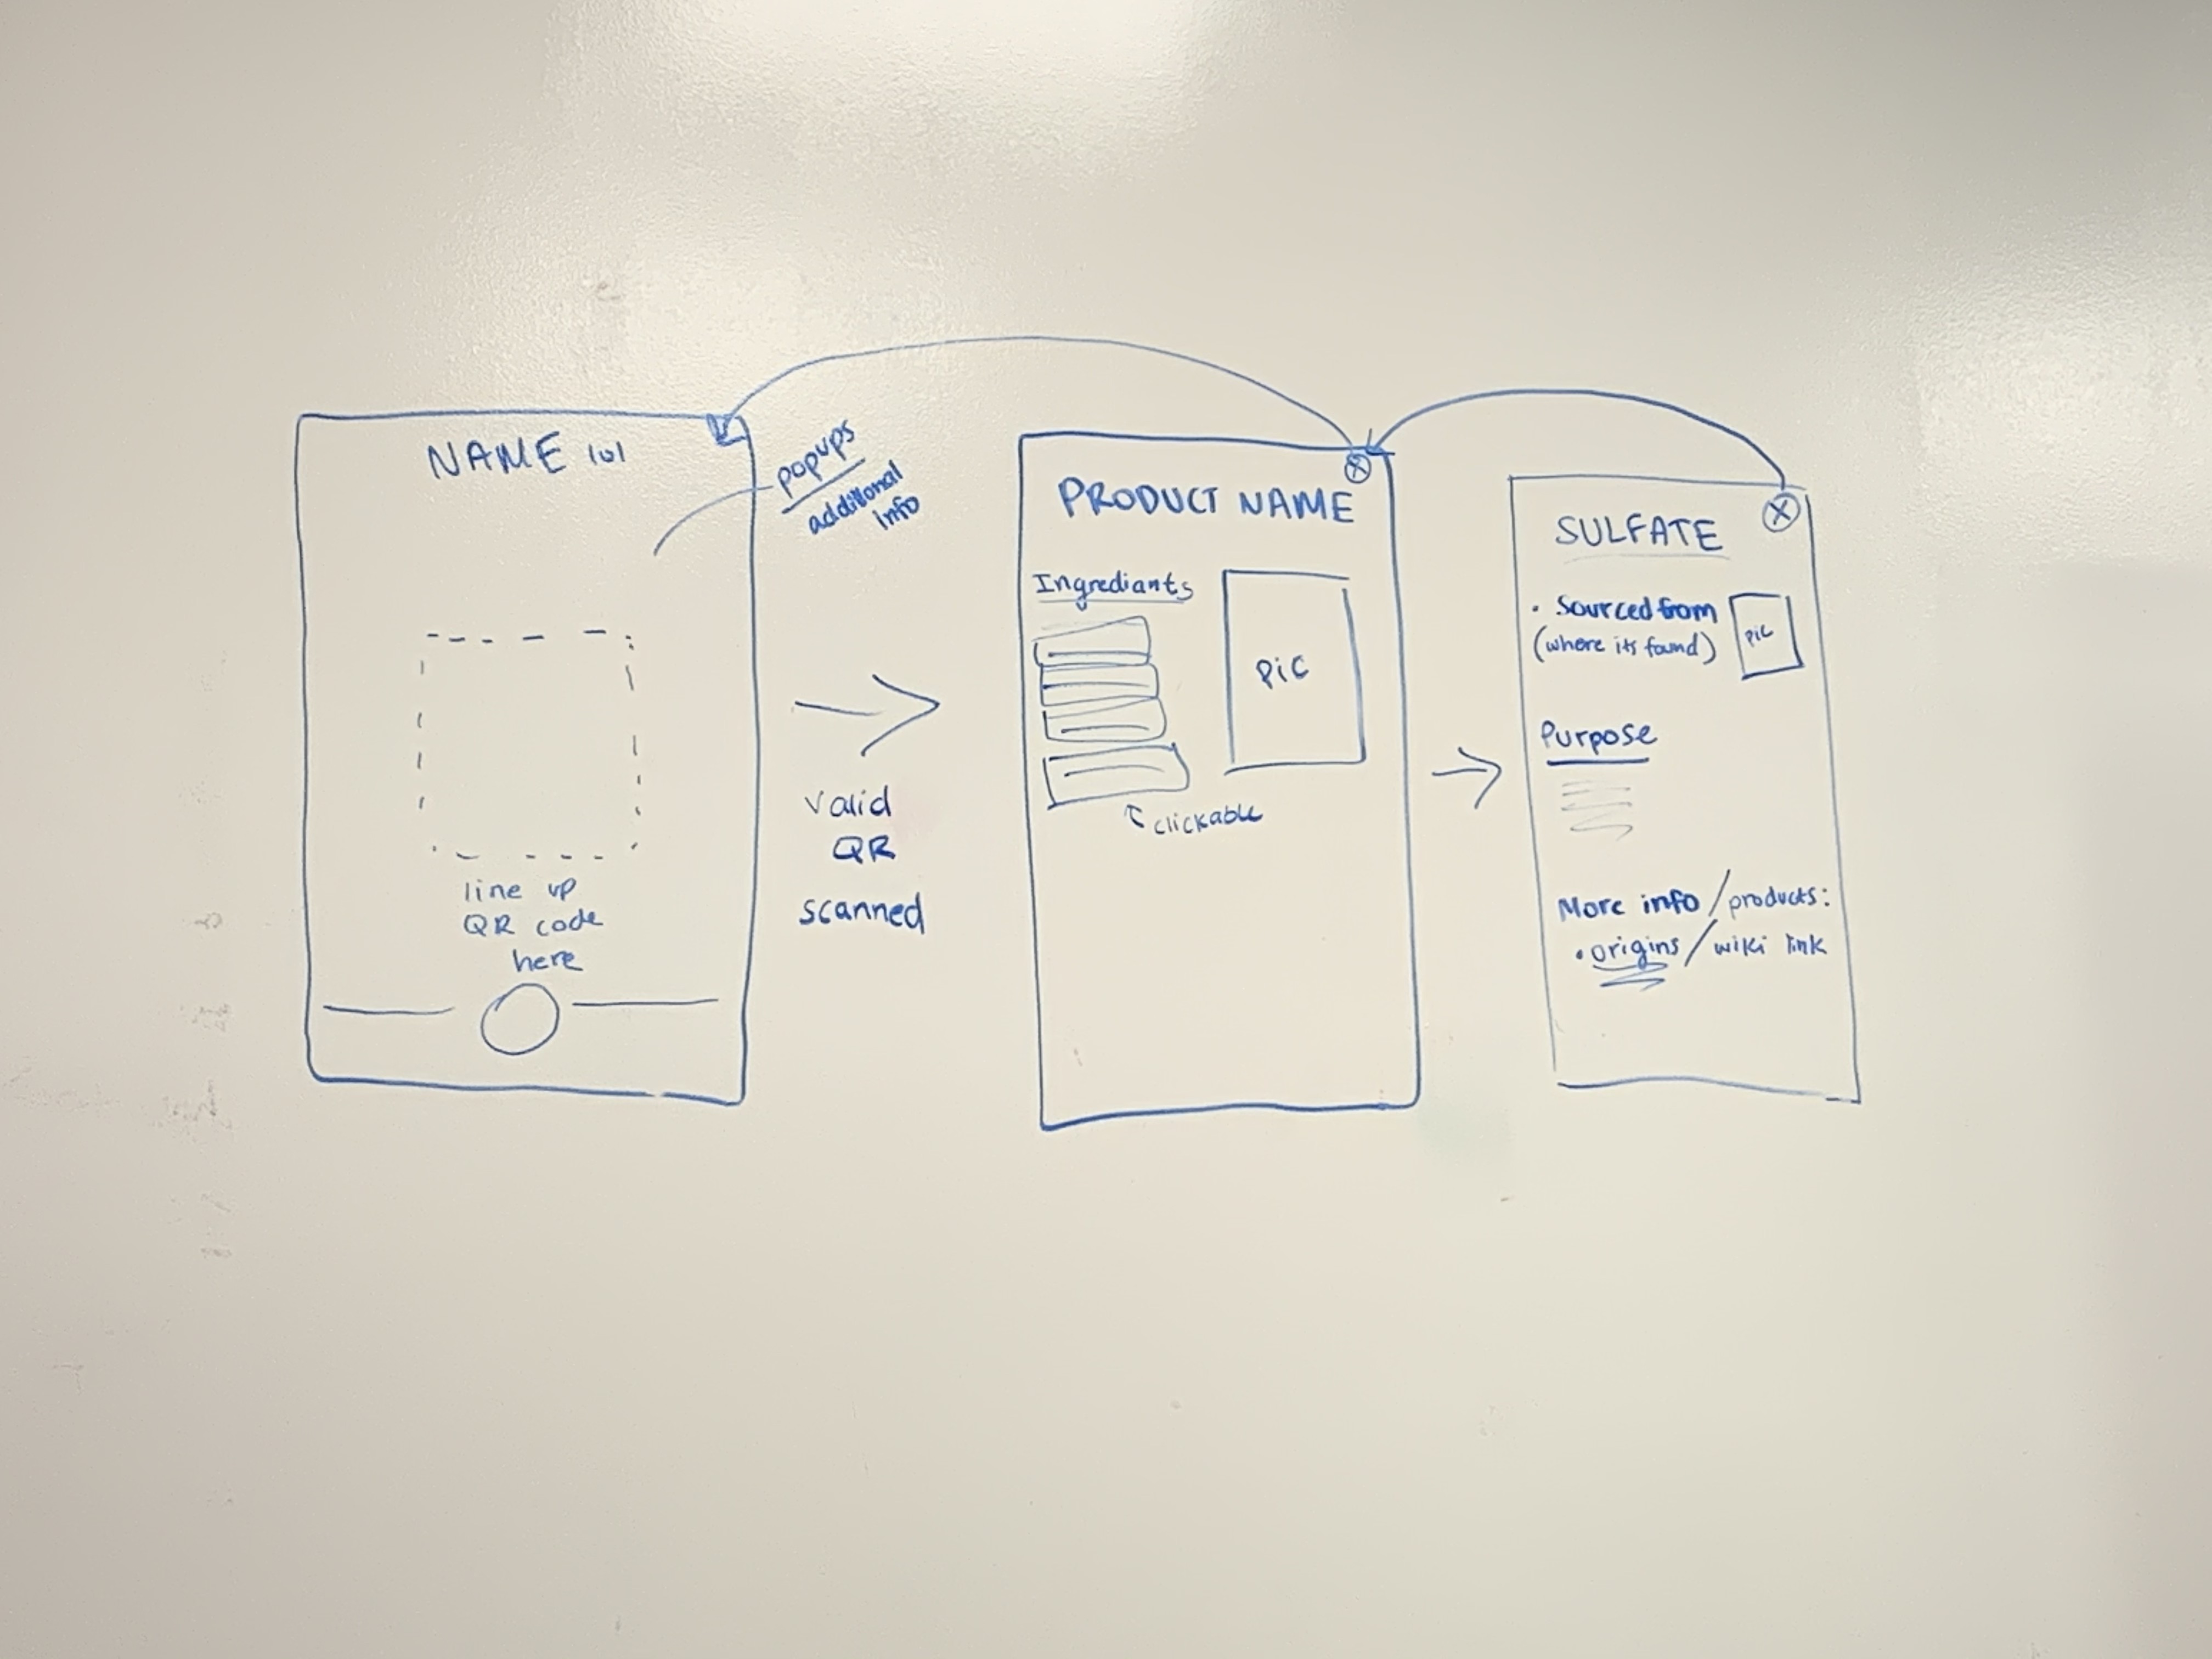 NAME lol
popups
additional
info
line up
QR code
here
valid
QR
scanned
PRODUCT NAME
Ingrediants
PiC
clickable
SULFATE
• Sourced from
(where its found)
pic
Purpose
More info / products:
• origins / wiki link